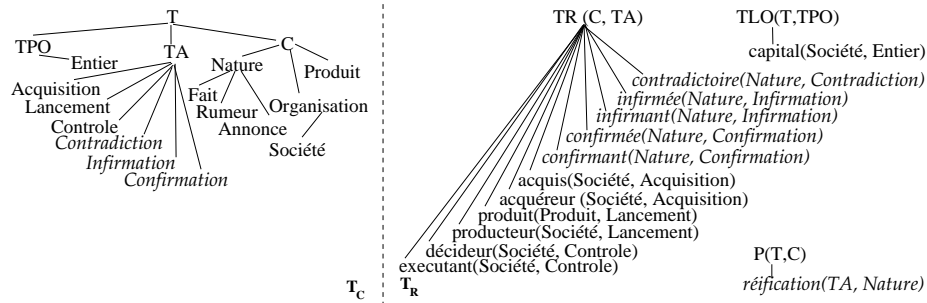 T
TPO
TA
C
Entier
Nature
Produit
Acquisition
Lancement
Fait
Rumeur
Annonce
Organisation
Controle
Contradiction
Société
Infirmation
Confirmation
T_C
TR (C, TA)
TLO(T,TPO)
capital(Société, Entier)
contradictoire(Nature, Contradiction)
infirmée(Nature, Infirmation)
infirmant(Nature, Infirmation)
confirmée(Nature, Confirmation)
confirmant(Nature, Confirmation)
acquis(Société, Acquisition)
acquéreur (Société, Acquisition)
produit(Produit, Lancement)
producteur(Société, Lancement)
décideur(Société, Controle)
executant(Société, Controle)
T_R
P(T,C)
réification(TA, Nature)